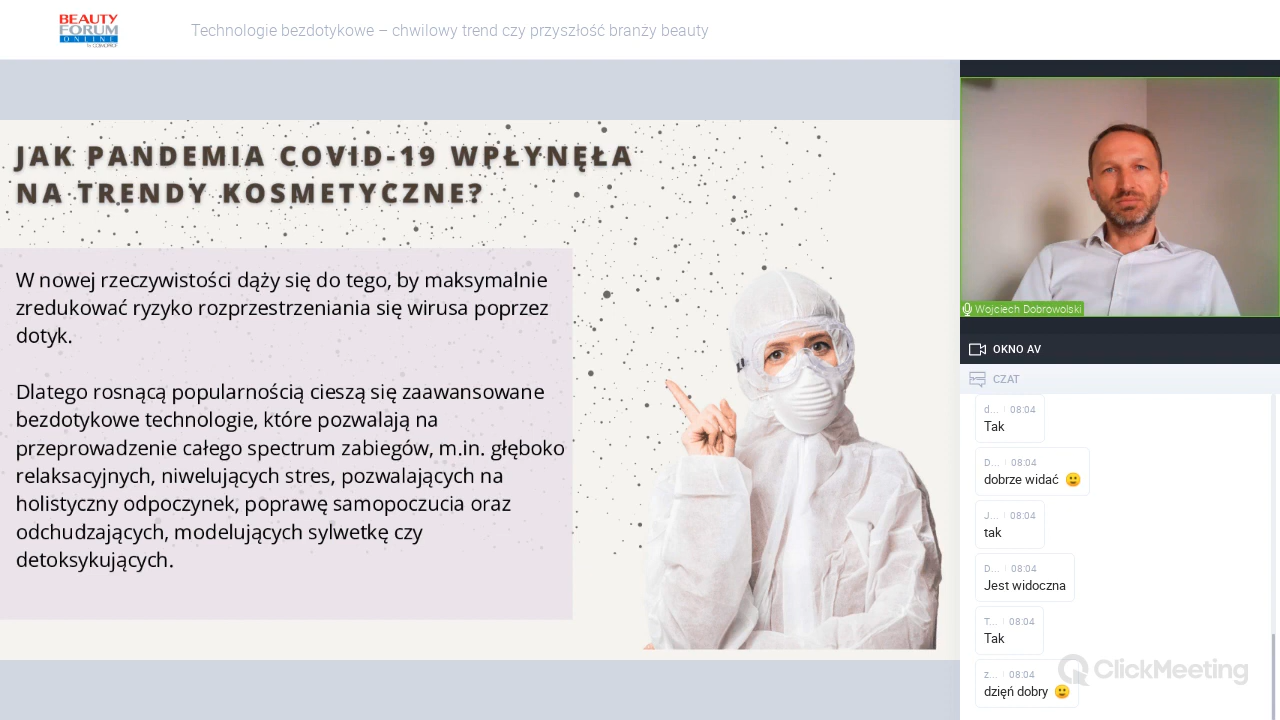 BEAUTY
FORUM
ONLINE
by COSMOPROF
Technologie bezdotykowe – chwilowy trend czy przyszłość branży beauty
JAK PANDEMIA COVID-19 WPŁYNĘŁA
NA TRENDY KOSMETYCZNE?
W nowej rzeczywistości dąży się do tego, by maksymalnie
zredukować ryzyko rozprzestrzeniania się wirusa poprzez
dotyk.
Dlatego rosnącą popularnością cieszą się zaawansowane
bezdotykowe technologie, które pozwalają na
przeprowadzenie całego spectrum zabiegów, m.in. głęboko
relaksacyjnych, niwelujących stres, pozwalających na
holistyczny odpoczynek, poprawę samopoczucia oraz
odchudzających, modelujących sylwetkę czy
detoksykujących.
Wojciech Dobrowolski
OKNO AV
CZAT
d... 08:04
Tak
D... 08:04
dobrze widać 🙂
J... 08:04
tak
D... 08:04
Jest widoczna
T... 08:04
Tak
z... 08:04
dzięń dobry 🙂
ClickMeeting